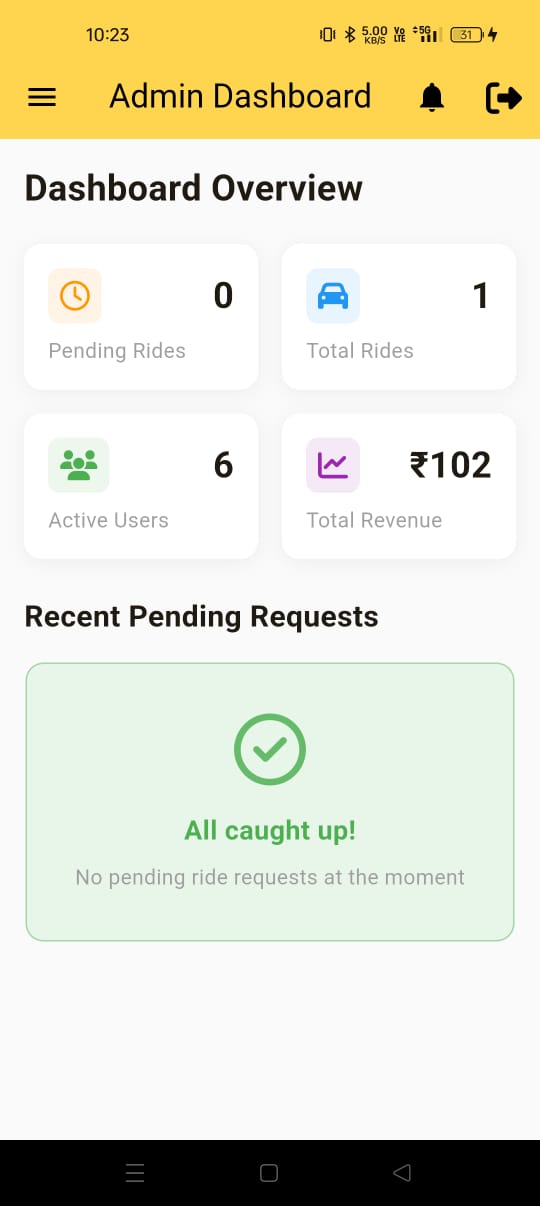 10:23
5.00 KB/S
Vo LTE
5G
31
Admin Dashboard
Dashboard Overview
0
Pending Rides
1
Total Rides
6
Active Users
₹102
Total Revenue
Recent Pending Requests
All caught up!
No pending ride requests at the moment